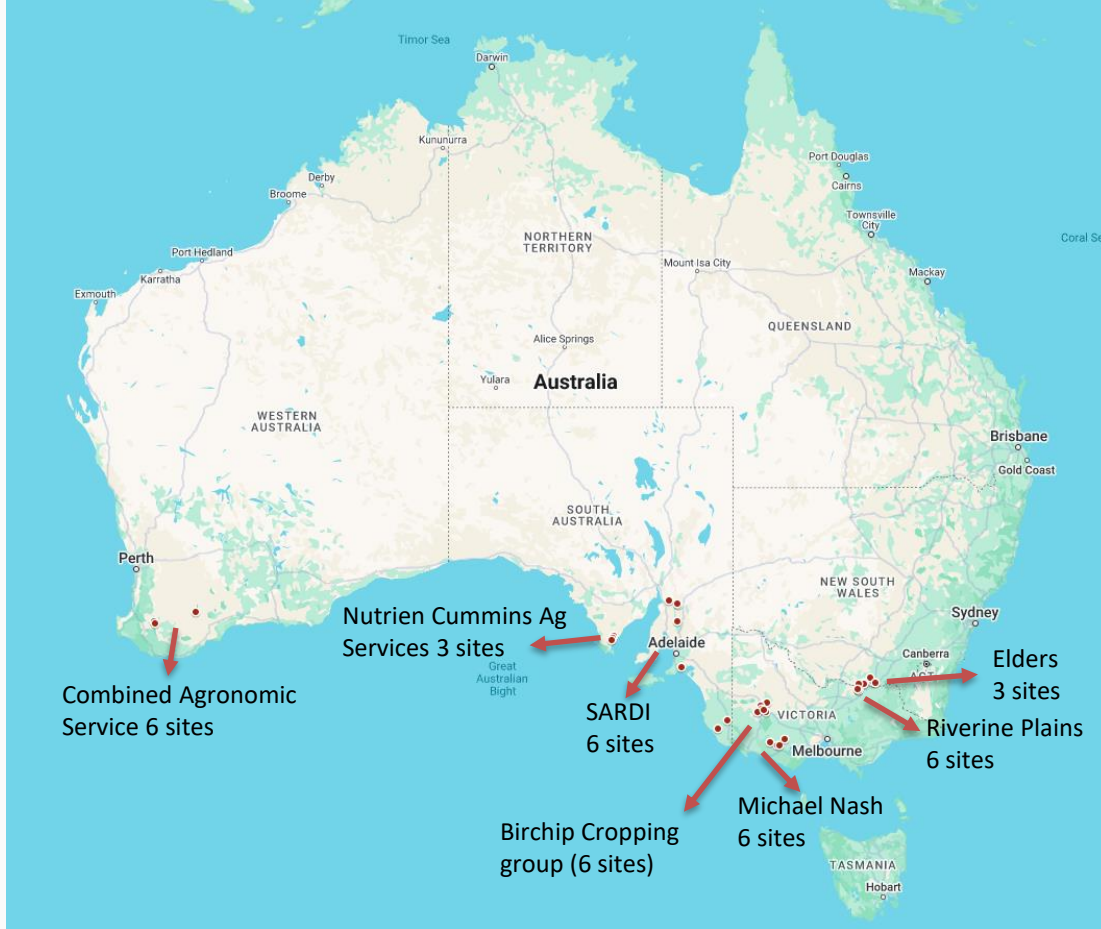 Timor Sea
Darwin
Kununurra
Port Douglas
Cairns
Derby
Broome
Townsville
City
NORTHERN
TERRITORY
Coral Se
Port Hedland
Mount Isa City
Karratha
Mackay
Exmouth
QUEENSLAND
Alice Springs
Yulara
Australia
WESTERN
AUSTRALIA
Brisbane
Gold Coast
SOUTH
AUSTRALIA
Perth
NEW SOUTH
WALES
Sydney
Nutrien Cummins Ag
Services 3 sites
Adelaide
Canberra
ACT
Great
Australian
Bight
Elders
3 sites
Combined Agronomic
Service 6 sites
SARDI
6 sites
VICTORIA
Riverine Plains
6 sites
Melbourne
Michael Nash
6 sites
Birchip Cropping
group (6 sites)
TASMANIA
Hobart